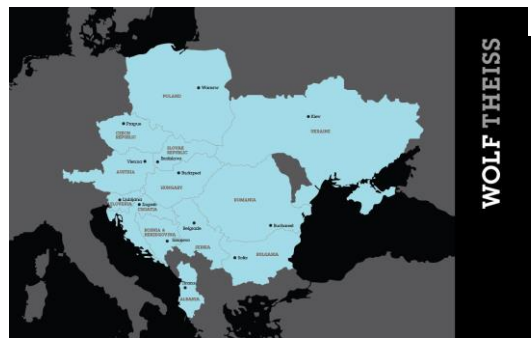 WOLF THEISS
POLAND
Warsaw
Kiev
UKRAINE
Prague
CZECH
REPUBLIC
SLOVAK
REPUBLIC
Vienna
Bratislava
AUSTRIA
Budapest
HUNGARY
Ljubljana
SLOVENIA
Zagreb
CROATIA
ROMANIA
Belgrade
BOSNIA &
HERZEGOVINA
Sarajevo
SERBIA
Bucharest
Sofia
BULGARIA
Tirana
ALBANIA